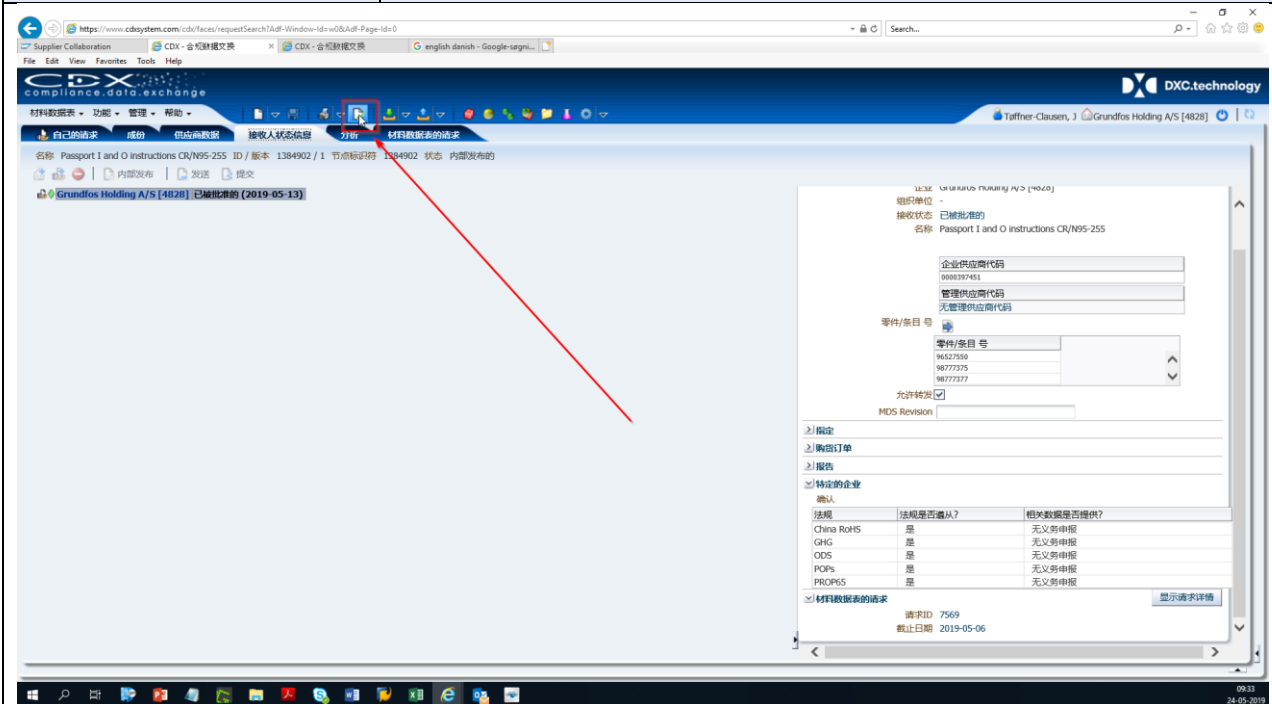 https://www.cdxsystem.com/cdx/faces/requestSearch?Adf-Window-Id=w0&Adf-Page-Id=0
Search...
Supplier Collaboration
CDX - 合规数据交换
CDX - 合规数据交换
english danish - Google-søgni...
File Edit View Favorites Tools Help
CDX
compliance.data.exchange
DXC.technology
材料数据表 功能 管理 帮助
Tøffner-Clausen, J Grundfos Holding A/S [4828]
自己的请求 成份 供应商数据 接收人状态信息 分析 材料数据表的请求
名称 Passport I and O instructions CR/N95-255 ID / 版本 1384902 / 1 节点标识符 1384902 状态 内部发布的
内部发布 发送 提交
Grundfos Holding A/S [4828] 已被批准的 (2019-05-13)
企业 Grundfos Holding A/S [4828]
组织单位 -
接收状态 已被批准的
名称 Passport I and O instructions CR/N95-255
企业供应商代码
0000397451
管理供应商代码
无管理供应商代码
零件/条目 号
零件/条目 号
96527550
98777375
98777377
允许转发
MDS Revision
指定
购货订单
报告
特定的企业
确认
法规 法规是否遵从? 相关数据是否提供?
China RoHS 是 无义务申报
GHG 是 无义务申报
ODS 是 无义务申报
POPs 是 无义务申报
PROP65 是 无义务申报
材料数据表的请求
显示请求详情
请求ID 7569
截止日期 2019-05-06
09:33
24-05-2019